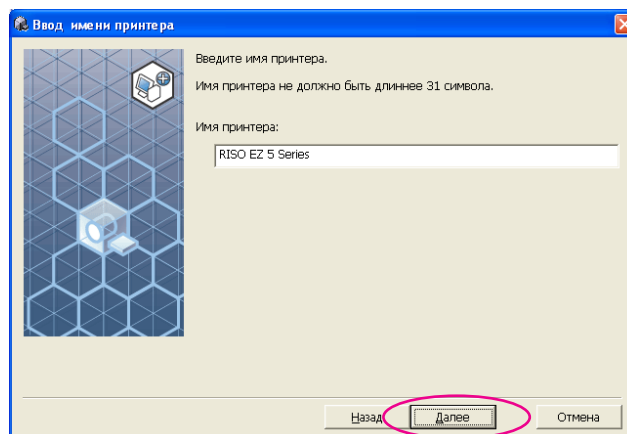 Ввод имени принтера
Введите имя принтера.
Имя принтера не должно быть длиннее 31 символа.
Имя принтера:
RISO EZ 5 Series
Назад Далее Отмена